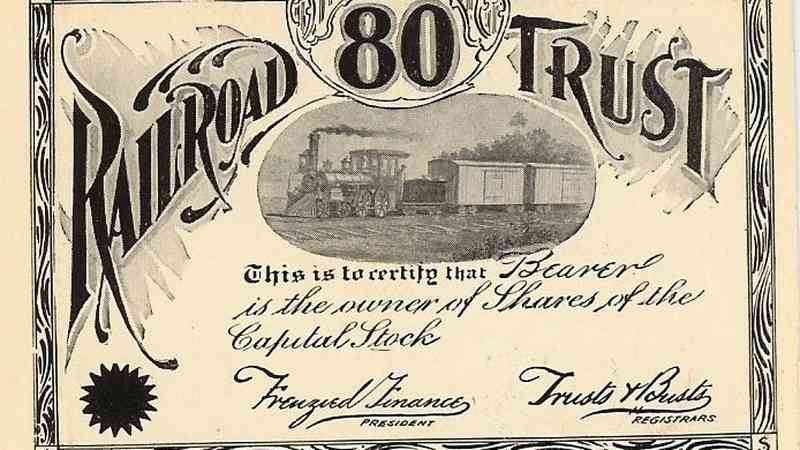 80
RAILROAD TRUST
This is to certify that Bearer
is the owner of Shares of the
Capital Stock
Frenzied Finance
PRESIDENT
Trusts & Busts
REGISTRARS
$